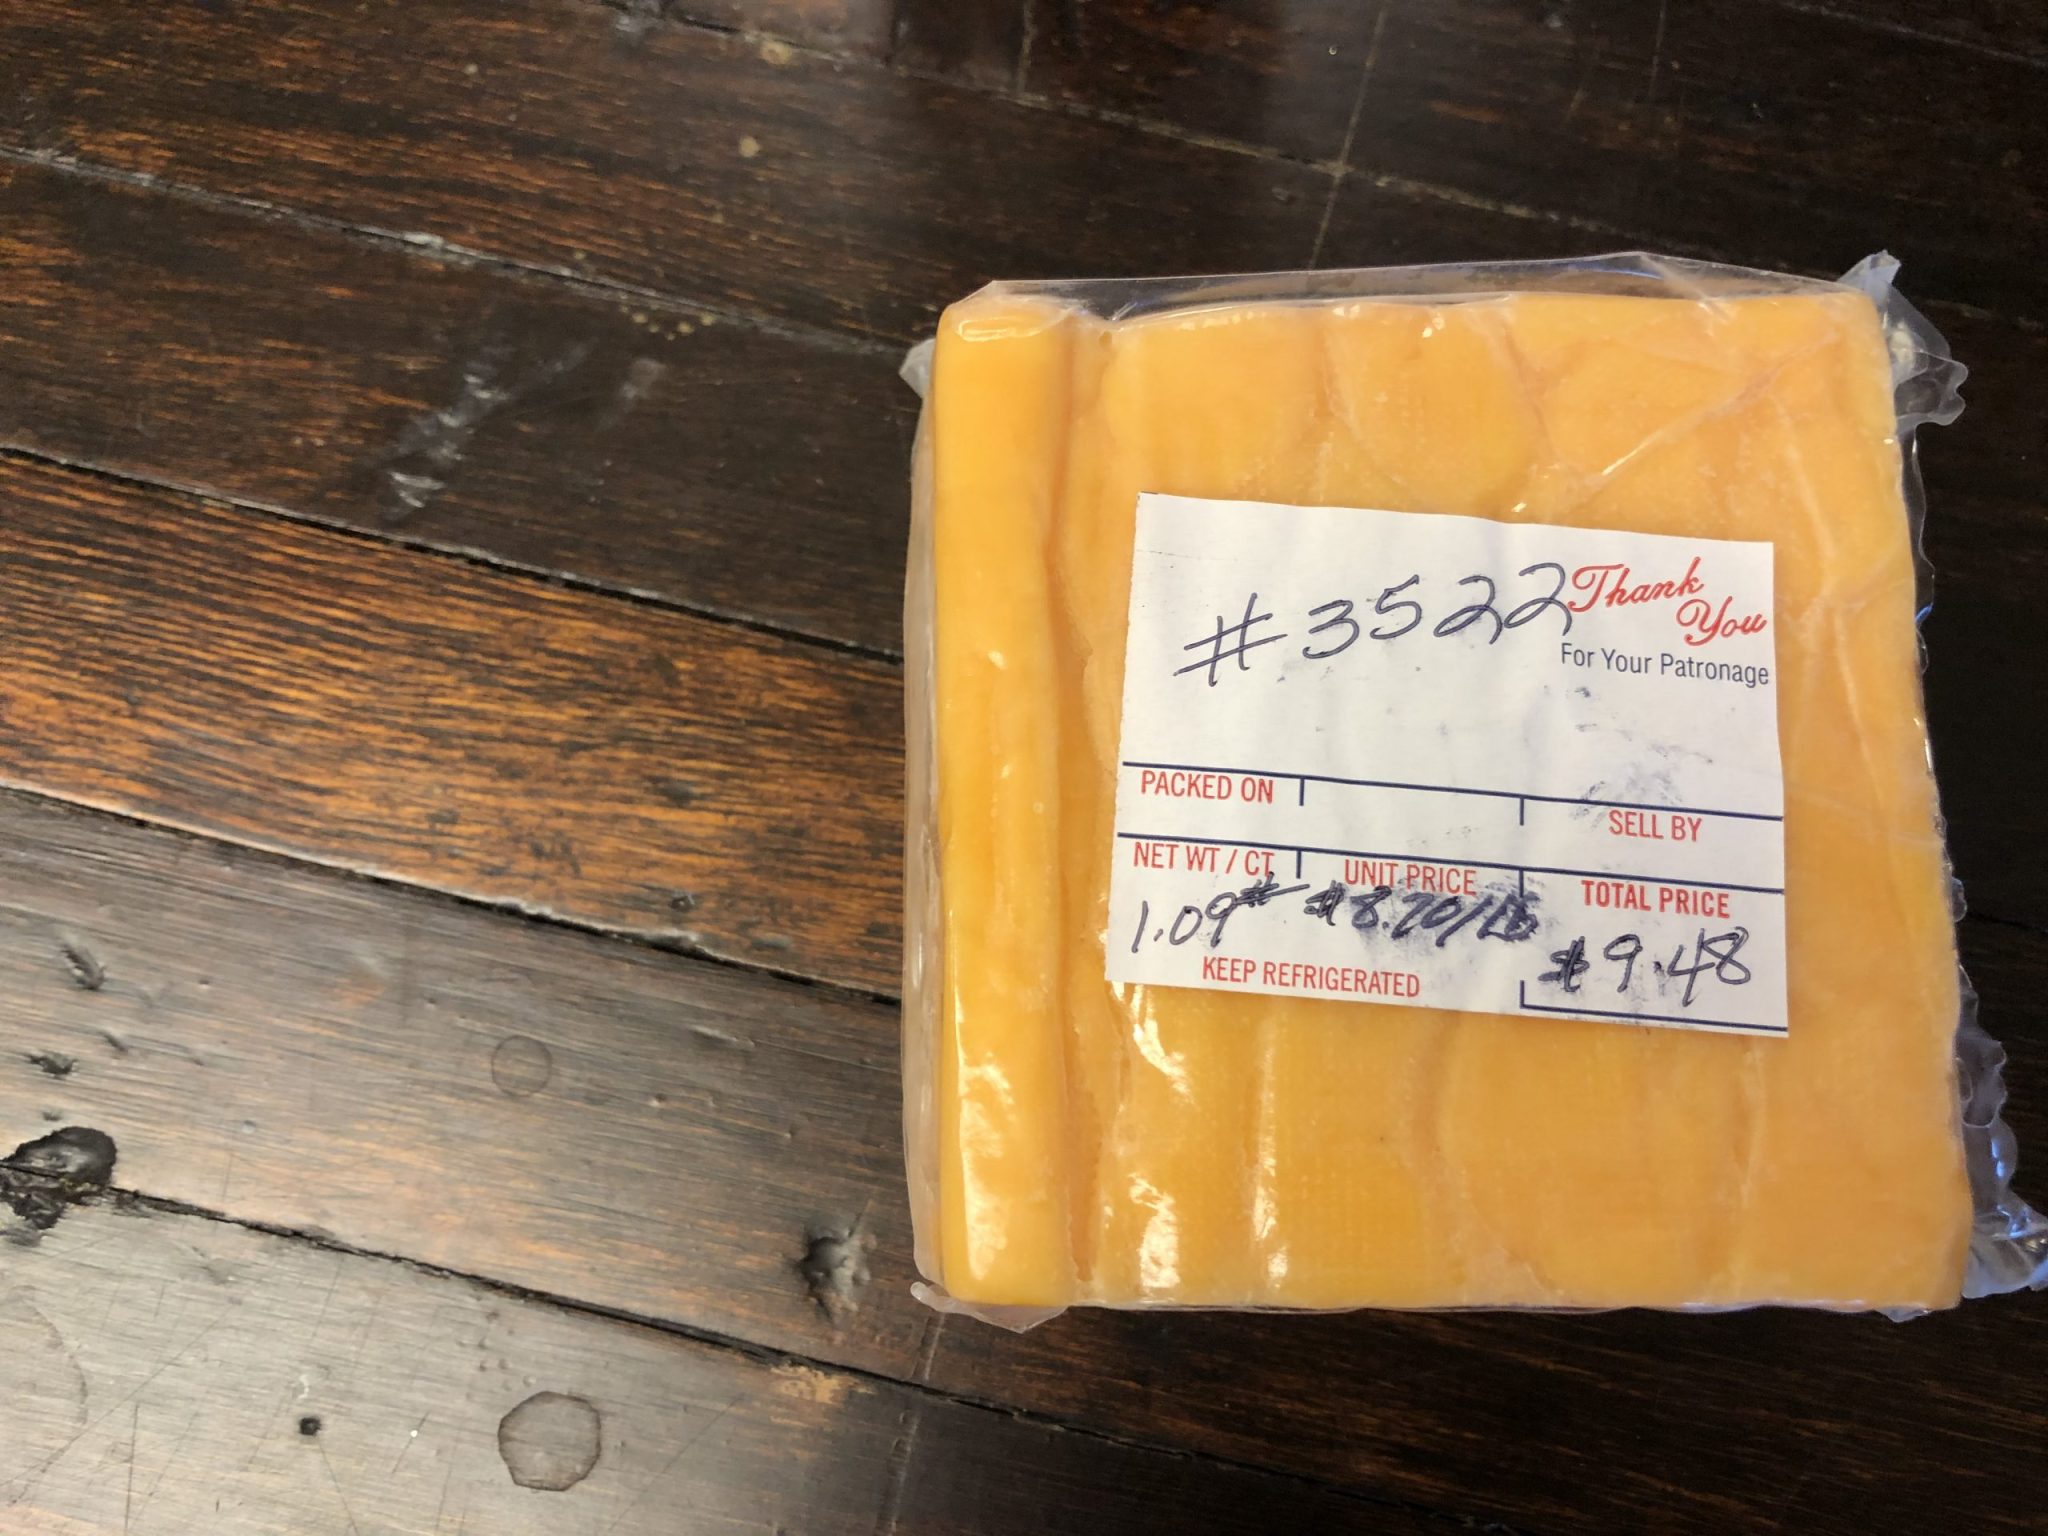 #3522
Thank
You
For Your Patronage
PACKED ON
SELL BY
NET WT / CT
UNIT PRICE
TOTAL PRICE
1.09# $8.70/Lb $9.48
KEEP REFRIGERATED